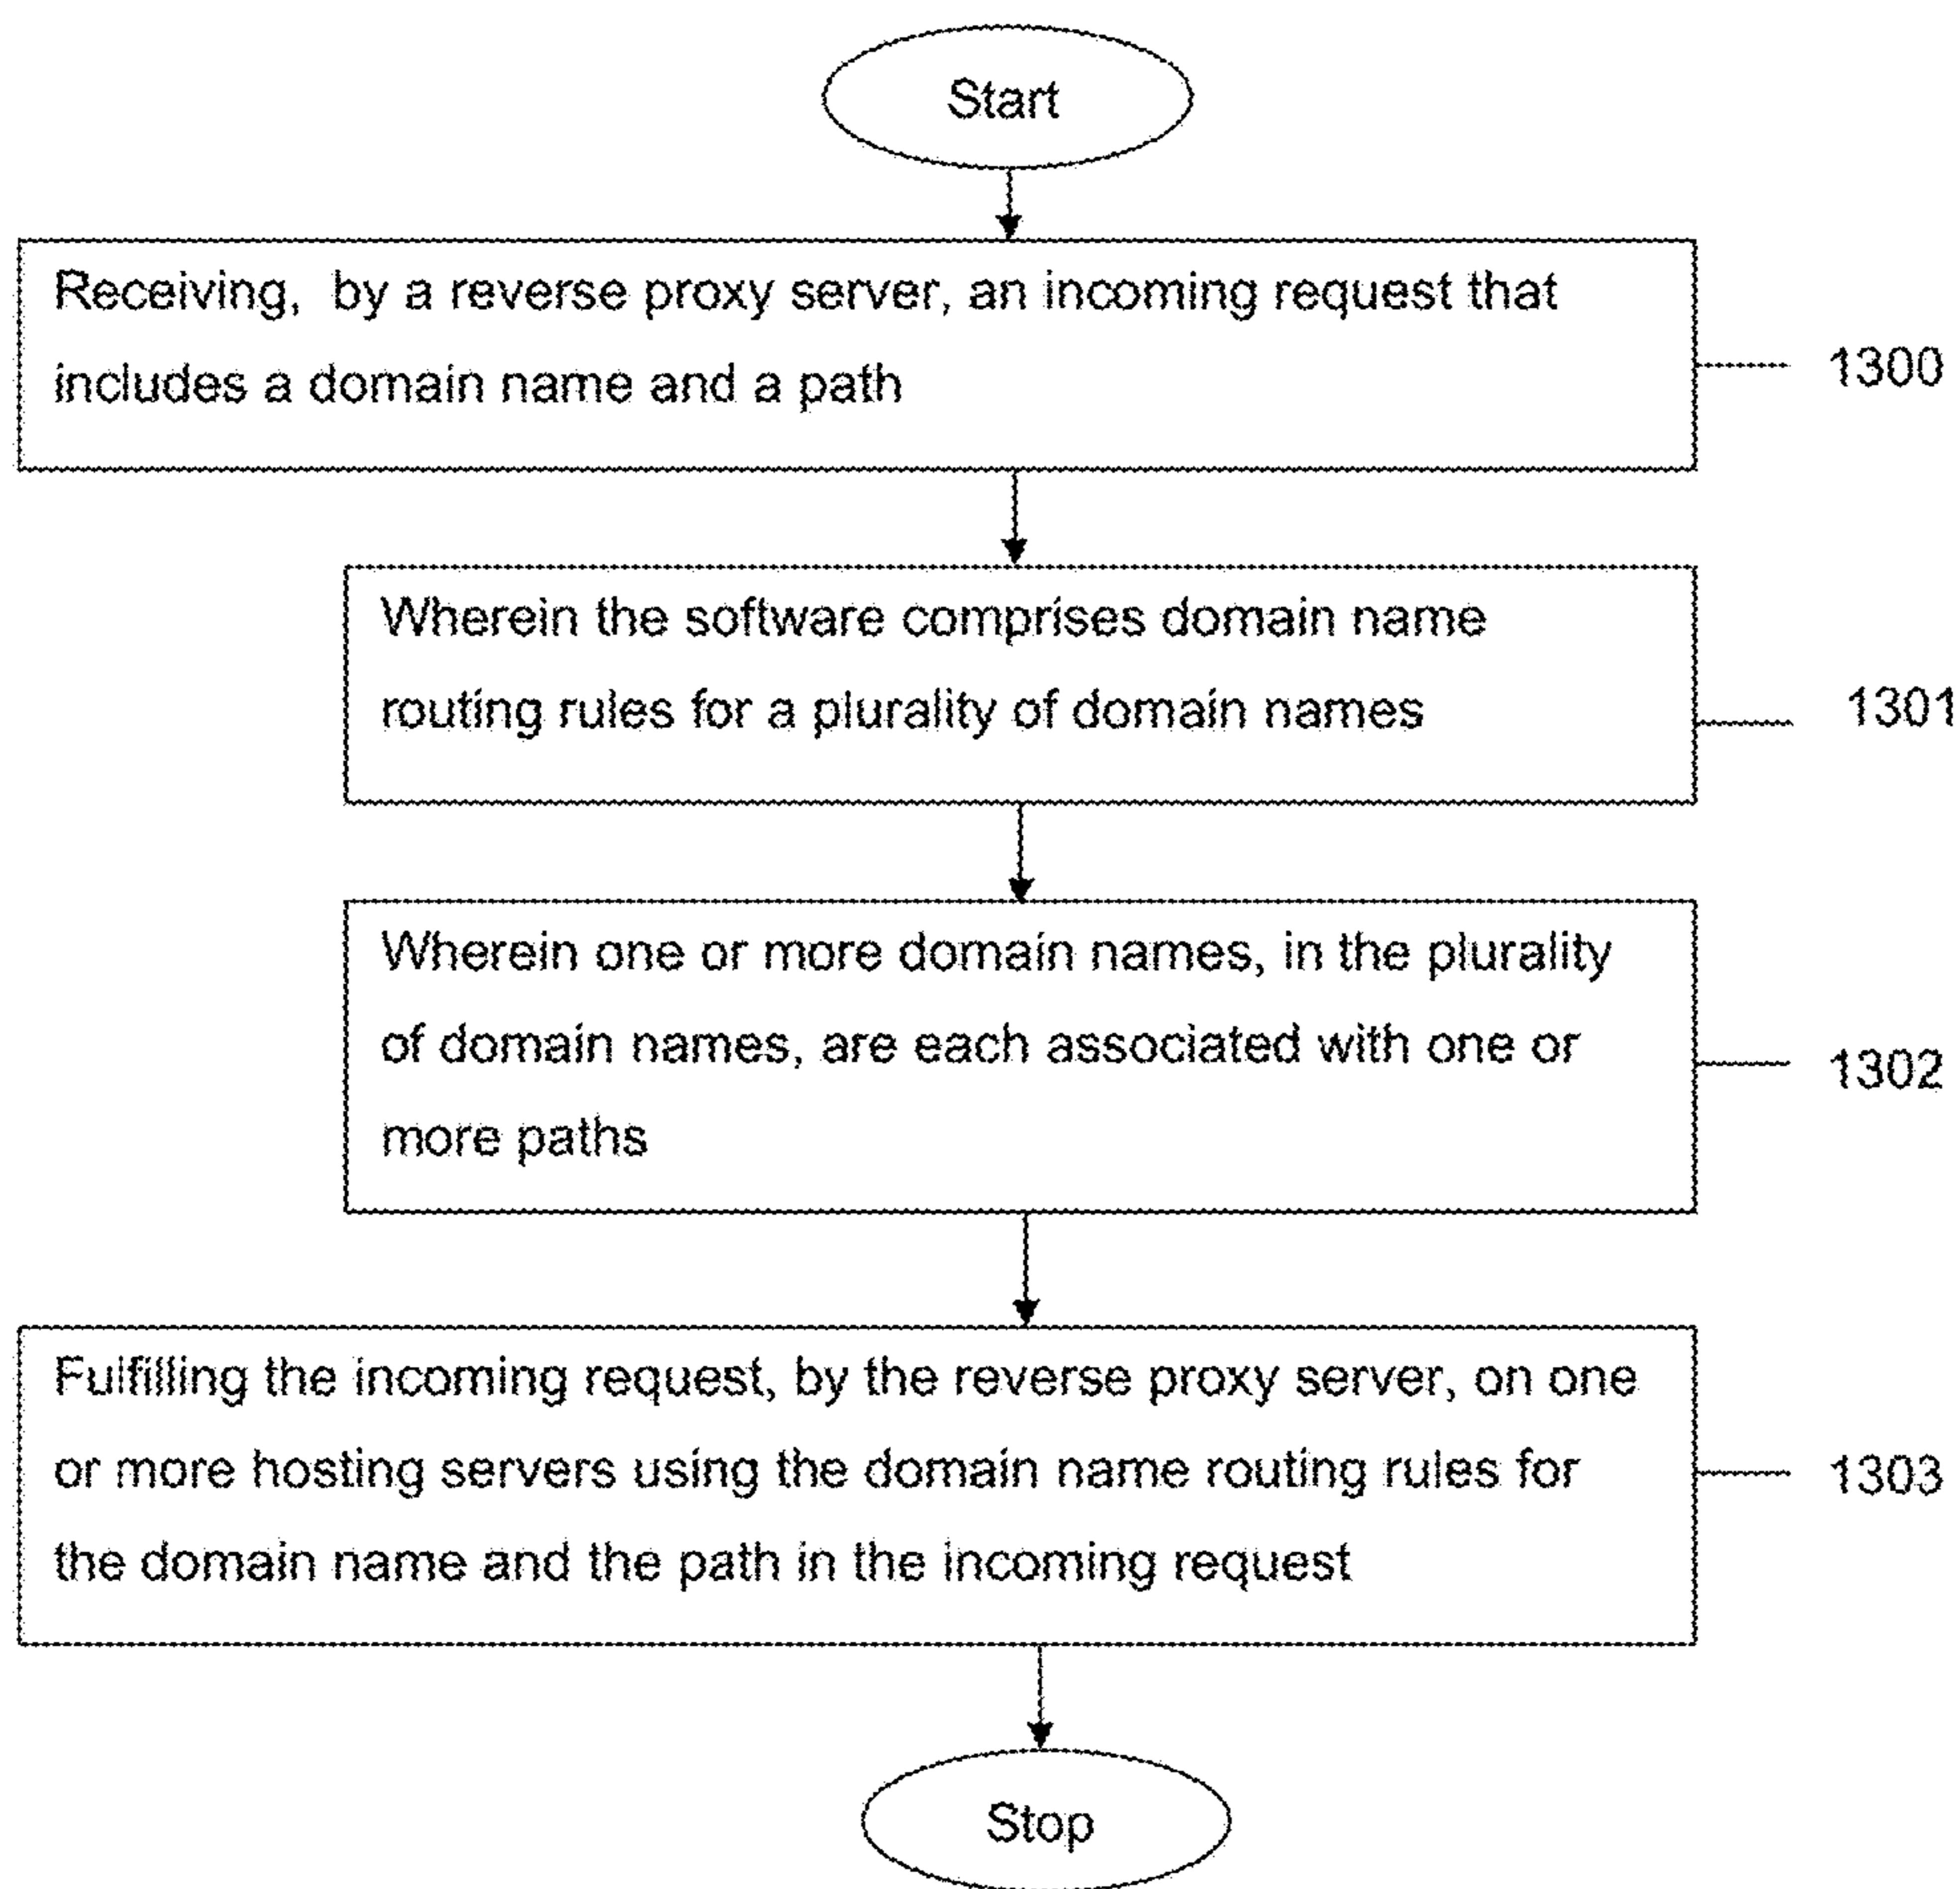 Start
Receiving, by a reverse proxy server, an incoming request that
includes a domain name and a path
1300
Wherein the software comprises domain name
routing rules for a plurality of domain names
1301
Wherein one or more domain names, in the plurality
of domain names, are each associated with one or
more paths
1302
Fulfilling the incoming request, by the reverse proxy server, on one
or more hosting servers using the domain name routing rules for
the domain name and the path in the incoming request
1303
Stop